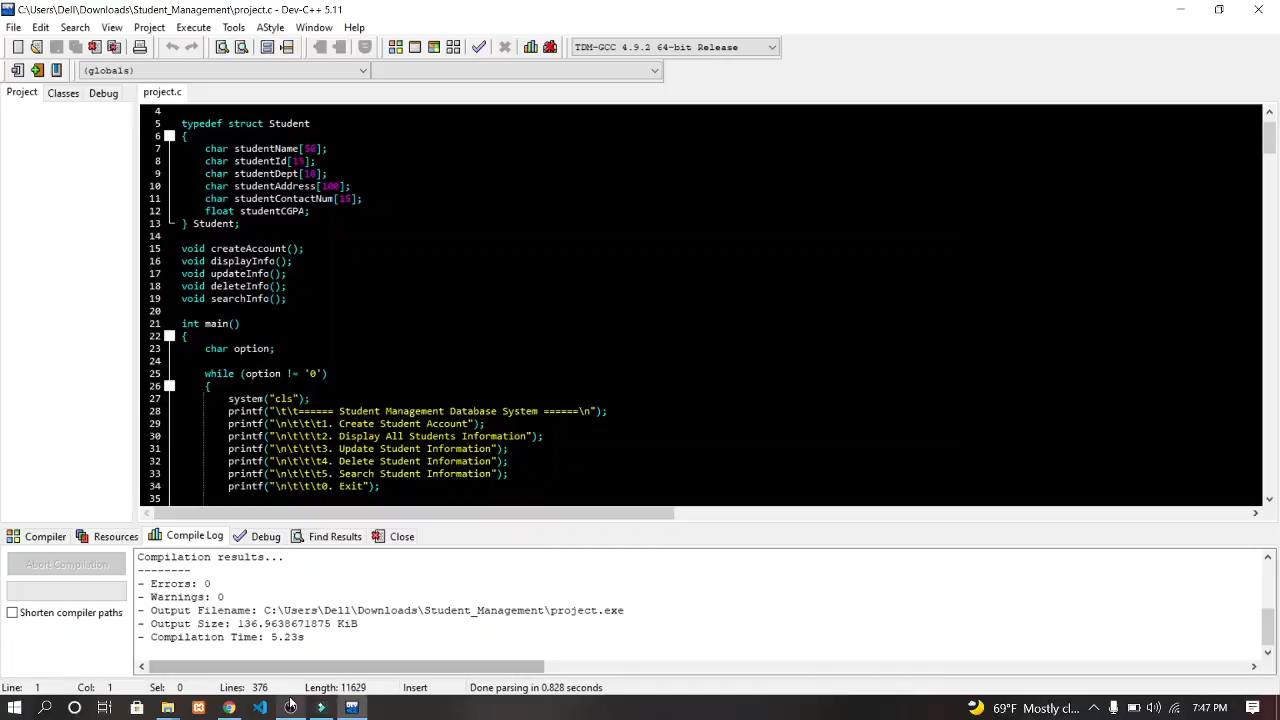 C:\Users\Dell\Downloads\Student_Management\project.c - Dev-C++ 5.11
File Edit Search View Project Execute Tools AStyle Window Help
TDM-GCC 4.9.2 64-bit Release
(globals)
Project Classes Debug project.c
4
5 typedef struct Student
6 {
7 char studentName[50];
8 char studentId[15];
9 char studentDept[10];
10 char studentAddress[100];
11 char studentContactNum[15];
12 float studentCGPA;
13 } Student;
14
15 void createAccount();
16 void displayInfo();
17 void updateInfo();
18 void deleteInfo();
19 void searchInfo();
20
21 int main()
22 {
23 char option;
24
25 while (option != '0')
26 {
27 system("cls");
28 printf("\t\t====== Student Management Database System ======\n");
29 printf("\n\t\t\t1. Create Student Account");
30 printf("\n\t\t\t2. Display All Students Information");
31 printf("\n\t\t\t3. Update Student Information");
32 printf("\n\t\t\t4. Delete Student Information");
33 printf("\n\t\t\t5. Search Student Information");
34 printf("\n\t\t\t0. Exit");
35
Compiler Resources Compile Log Debug Find Results Close
Abort Compilation
Shorten compiler paths
Compilation results...
--------
- Errors: 0
- Warnings: 0
- Output Filename: C:\Users\Dell\Downloads\Student_Management\project.exe
- Output Size: 136.9638671875 KiB
- Compilation Time: 5.23s
Line: 1 Col: 1 Sel: 0 Lines: 376 Length: 11629 Insert Done parsing in 0.828 seconds
69°F Mostly cl... 7:47 PM